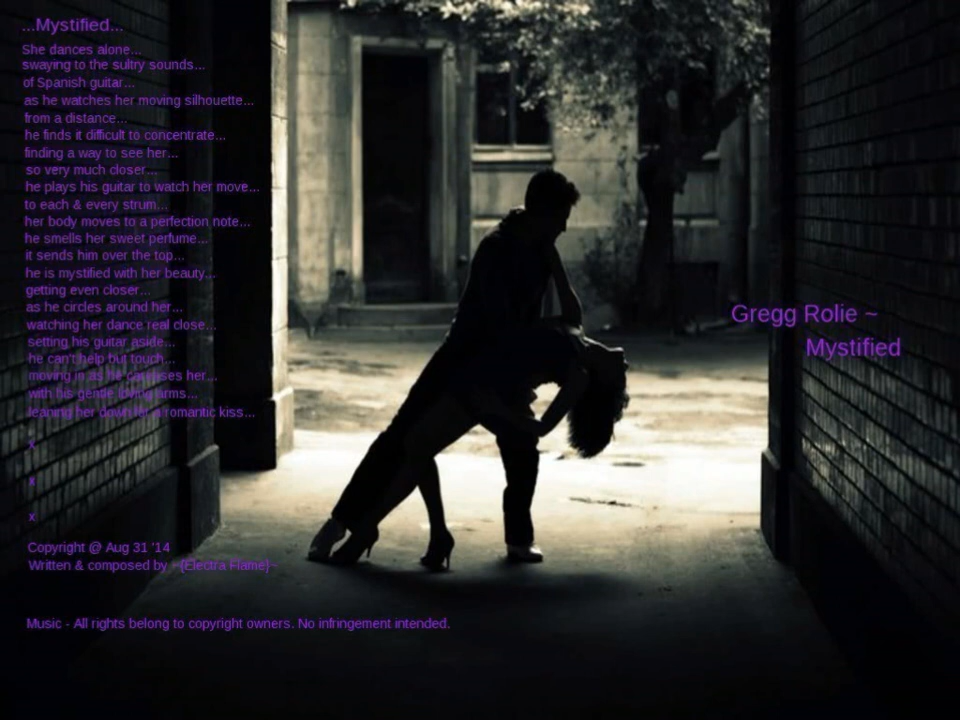 ...Mystified...
She dances alone...
swaying to the sultry sounds...
of Spanish guitar...
as he watches her moving silhouette...
from a distance...
he finds it difficult to concentrate...
finding a way to see her...
so very much closer...
he plays his guitar to watch her move...
to each & every strum...
her body moves to a perfection note...
he smells her sweet perfume...
it sends him over the top...
he is mystified with her beauty...
getting even closer...
as he circles around her...
watching her dance real close...
setting his guitar aside...
he can't help but touch...
moving in as he caresses her...
with his gentle loving arms...
leaning her down for a romantic kiss...
x
x
x
Copyright @ Aug 31 '14
Written & composed by ~{Electra Flame}~
Music - All rights belong to copyright owners. No infringement intended.
Gregg Rolie ~
Mystified